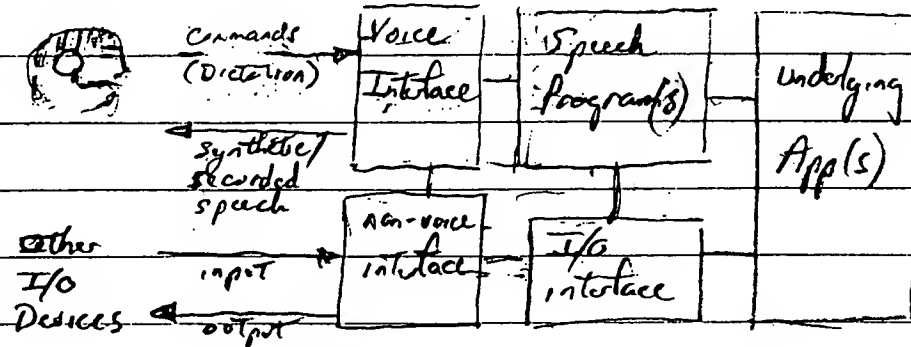 Commands
(Dictation)
Voice
Interface
Speech
Program(s)
underlying
App(s)
synthetic/
recorded
speech
Other
I/O
Devices
input
output
non-voice
interface
I/O
interface